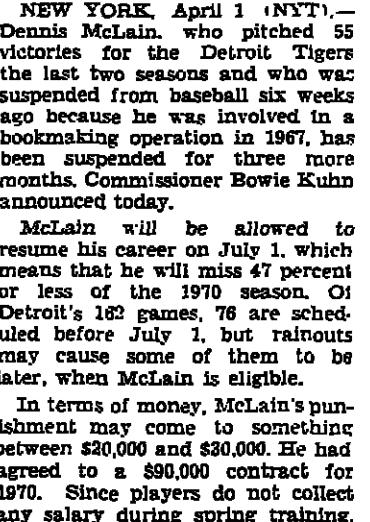 NEW YORK, April 1 (NYT).—
Dennis McLain, who pitched 55
victories for the Detroit Tigers
the last two seasons and who was
suspended from baseball six weeks
ago because he was involved in a
bookmaking operation in 1967, has
been suspended for three more
months, Commissioner Bowie Kuhn
announced today.
McLain will be allowed to
resume his career on July 1, which
means that he will miss 47 percent
or less of the 1970 season. Of
Detroit's 162 games, 76 are sched-
uled before July 1, but rainouts
may cause some of them to be
later, when McLain is eligible.
In terms of money, McLain's pun-
ishment may come to something
between $20,000 and $30,000. He had
agreed to a $90,000 contract for
1970. Since players do not collect
any salary during spring training,